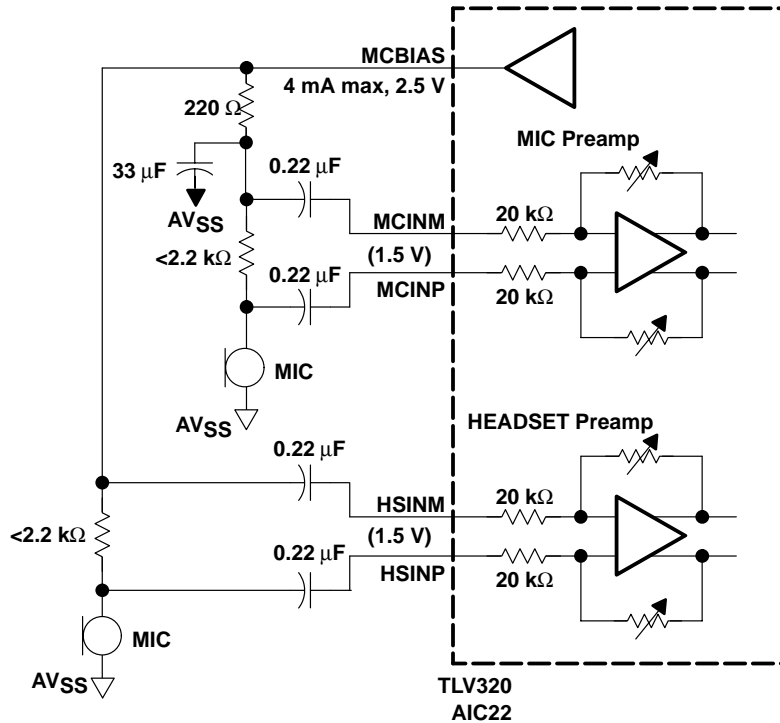 MCBIAS
4 mA max, 2.5 V
220 Ω
MIC Preamp
33 μF
0.22 μF
AVSS
MCINM
20 kΩ
<2.2 kΩ
(1.5 V)
0.22 μF
MCINP
20 kΩ
MIC
AVSS
HEADSET Preamp
0.22 μF
HSINM
20 kΩ
<2.2 kΩ
(1.5 V)
0.22 μF
HSINP
20 kΩ
MIC
AVSS
TLV320
AIC22